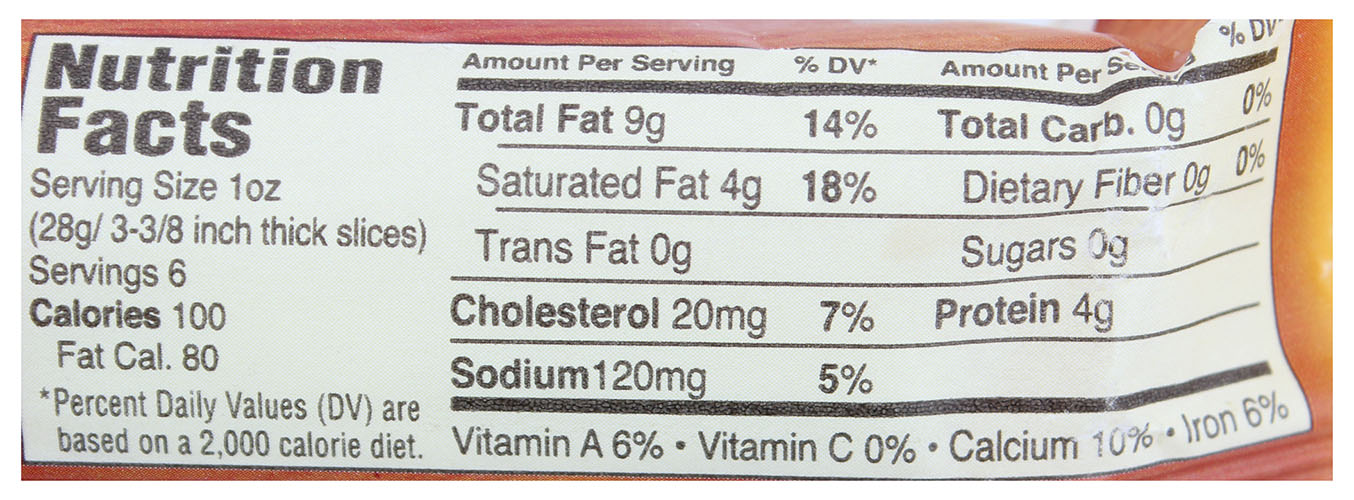 Nutrition
Facts
Serving Size 1oz
(28g/ 3-3/8 inch thick slices)
Servings 6
Calories 100
Fat Cal. 80
*Percent Daily Values (DV) are
based on a 2,000 calorie diet.
Amount Per Serving % DV*
Total Fat 9g 14%
Saturated Fat 4g 18%
Trans Fat 0g
Cholesterol 20mg 7%
Sodium120mg 5%
Amount Per Serving % DV*
Total Carb. 0g 0%
Dietary Fiber 0g 0%
Sugars 0g
Protein 4g
Vitamin A 6% • Vitamin C 0% • Calcium 10% • Iron 6%